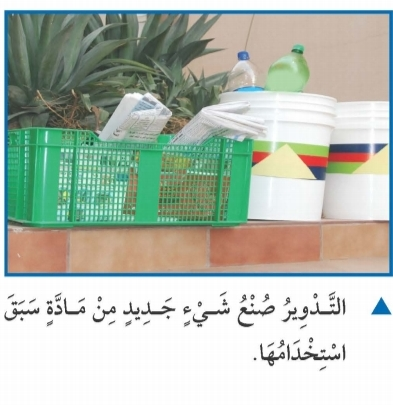 التَّدْوِيرُ صُنْعُ شَيْءٍ جَدِيدٍ مِنْ مَادَّةٍ سَبَقَ
اسْتِخْدَامُهَا.